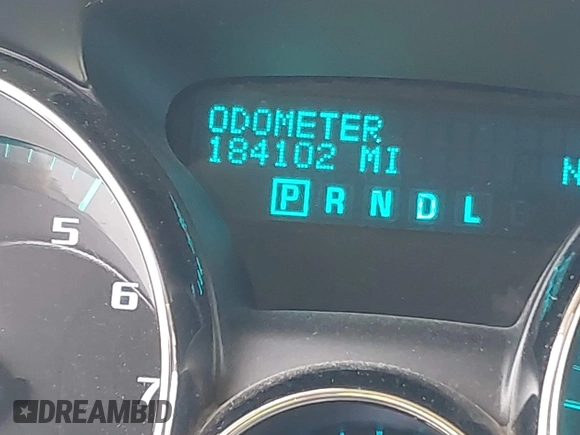 ODOMETER
184102 MI
N
P R N D L
5
6
7
DREAMBID